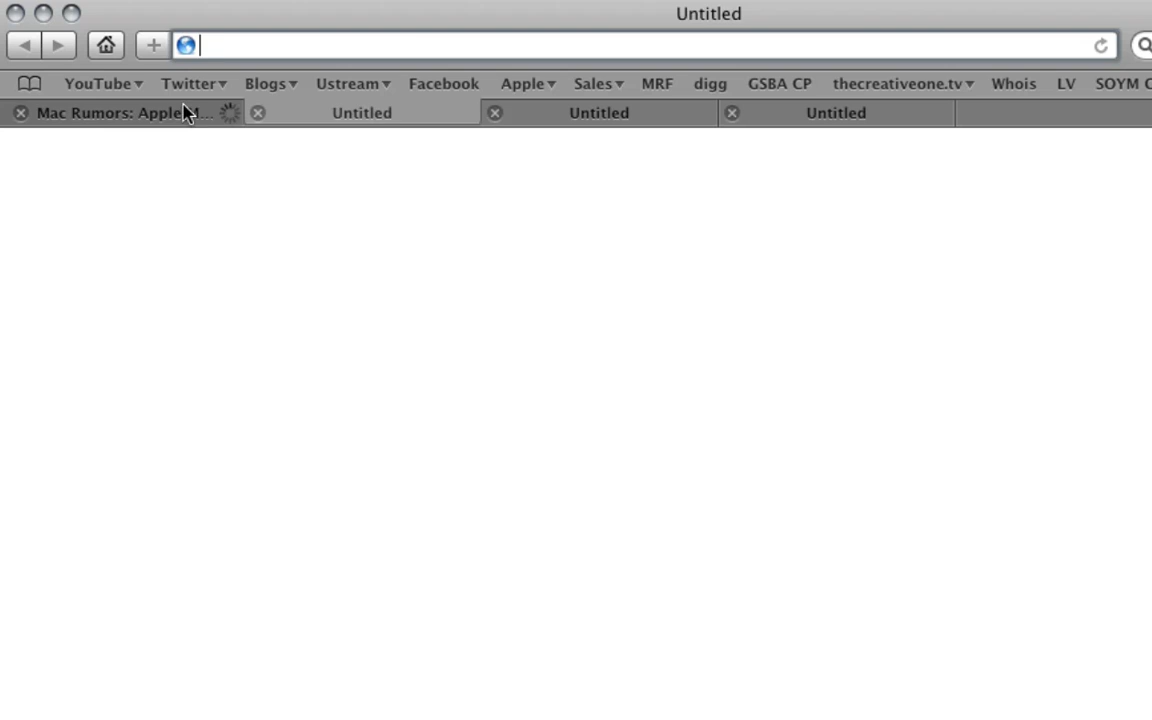 Untitled
YouTube Twitter Blogs Ustream Facebook Apple Sales MRF digg GSBA CP thecreativeone.tv Whois LV SOYM
Mac Rumors: Apple M... Untitled Untitled Untitled